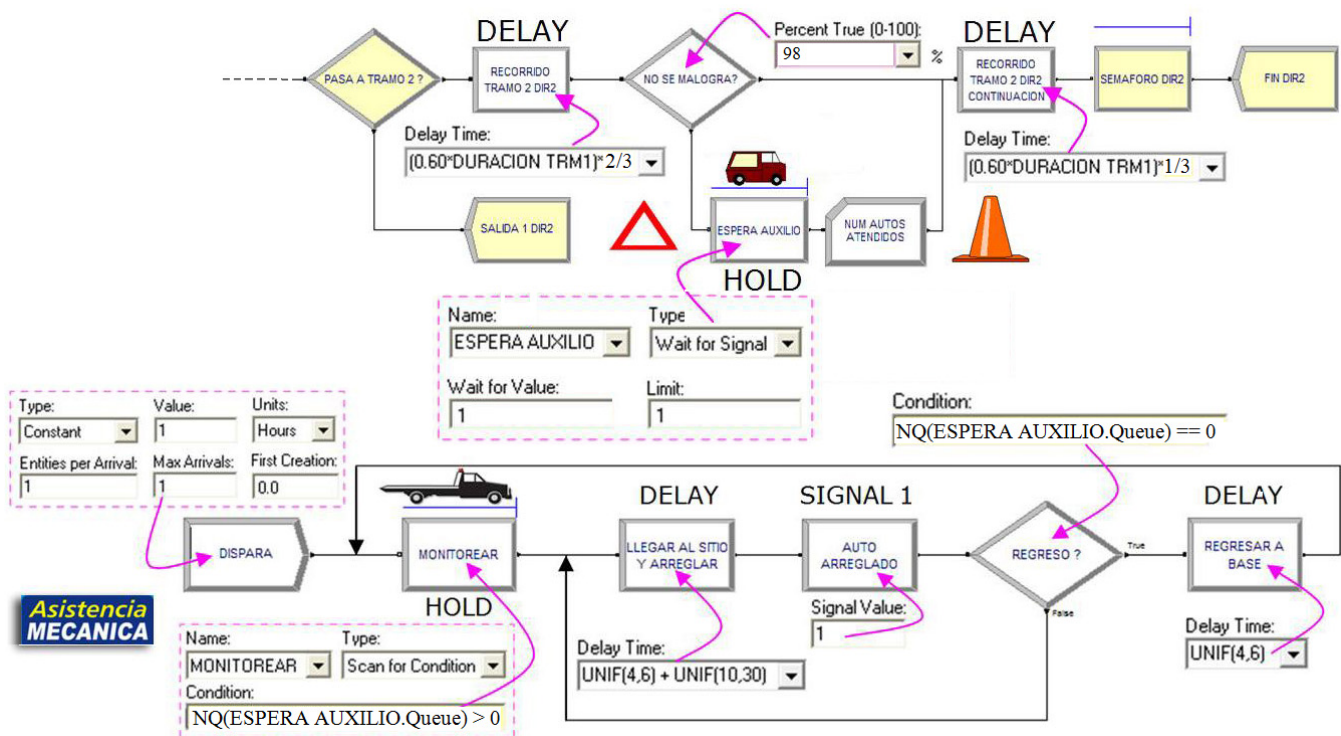 DELAY
Percent True (0-100):
98
%
DELAY
PASA A TRAMO 2 ?
RECORRIDO
TRAMO 2 DIR2
NO SE MALOGRA?
RECORRIDO
TRAMO 2 DIR2
CONTINUACION
SEMAFORO DIR2
FIN DIR2
Delay Time:
(0.60*DURACION TRM1)*2/3
Delay Time:
(0.60*DURACION TRM1)*1/3
SALIDA 1 DIR2
ESPERA AUXILIO
NUM AUTOS
ATENDIDOS
HOLD
Name:
ESPERA AUXILIO
Type
Wait for Signal
Wait for Value:
1
Limit:
1
Type:
Constant
Value:
1
Units:
Hours
Entities per Arrival:
1
Max Arrivals:
1
First Creation:
0.0
Condition:
NQ(ESPERA AUXILIO.Queue) == 0
DELAY
SIGNAL 1
DELAY
DISPARA
MONITOREAR
LLEGAR AL SITIO
Y ARREGLAR
AUTO
ARREGLADO
REGRESO ?
True
False
REGRESAR A
BASE
HOLD
Asistencia
MECANICA
Name:
MONITOREAR
Type:
Scan for Condition
Condition:
NQ(ESPERA AUXILIO.Queue) > 0
Delay Time:
UNIF(4,6) + UNIF(10,30)
Signal Value:
1
Delay Time:
UNIF(4,6)